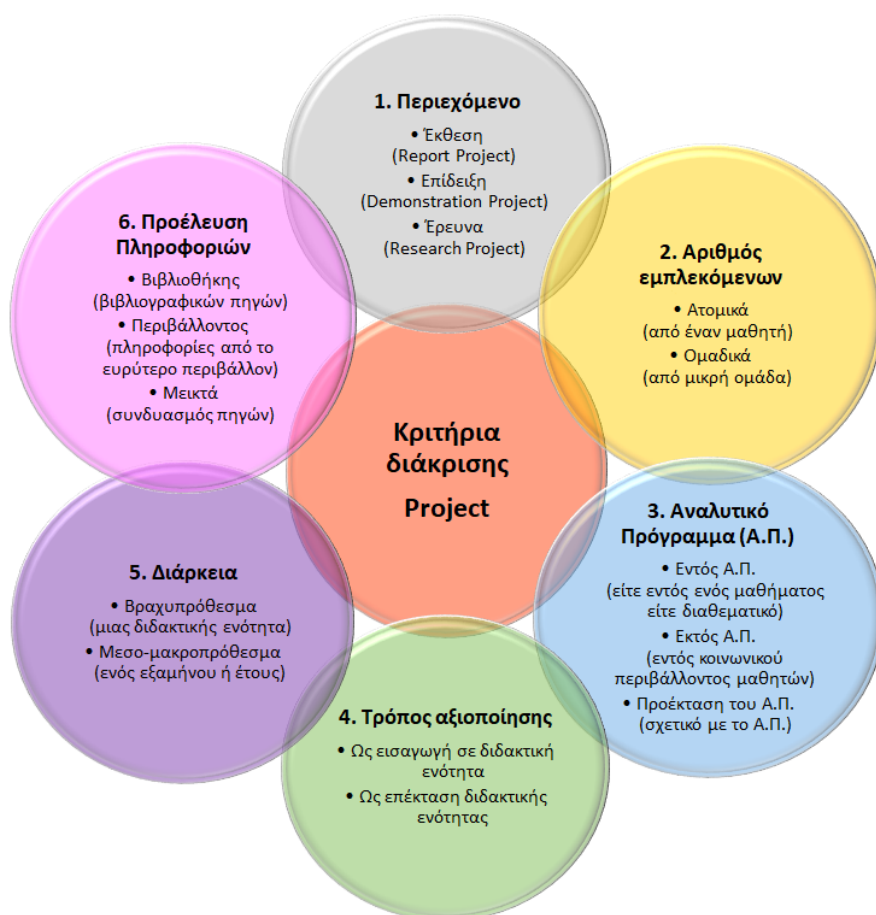 1. Περιεχόμενο
• Έκθεση
(Report Project)
• Επίδειξη
(Demonstration Project)
• Έρευνα
(Research Project)
2. Αριθμός
εμπλεκόμενων
• Ατομικά
(από έναν μαθητή)
• Ομαδικά
(από μικρή ομάδα)
3. Αναλυτικό
Πρόγραμμα (Α.Π.)
• Εντός Α.Π.
(είτε εντός ενός μαθήματος
είτε διαθεματικό)
• Εκτός Α.Π.
(εντός κοινωνικού
περιβάλλοντος μαθητών)
• Προέκταση του Α.Π.
(σχετικό με το Α.Π.)
4. Τρόπος αξιοποίησης
• Ως εισαγωγή σε διδακτική
ενότητα
• Ως επέκταση διδακτικής
ενότητας
5. Διάρκεια
• Βραχυπρόθεσμα
(μιας διδακτικής ενότητα)
• Μεσο-μακροπρόθεσμα
(ενός εξαμήνου ή έτους)
6. Προέλευση
Πληροφοριών
• Βιβλιοθήκης
(βιβλιογραφικών πηγών)
• Περιβάλλοντος
(πληροφορίες από το
ευρύτερο περιβάλλον)
• Μεικτά
(συνδυασμός πηγών)
Κριτήρια
διάκρισης
Project